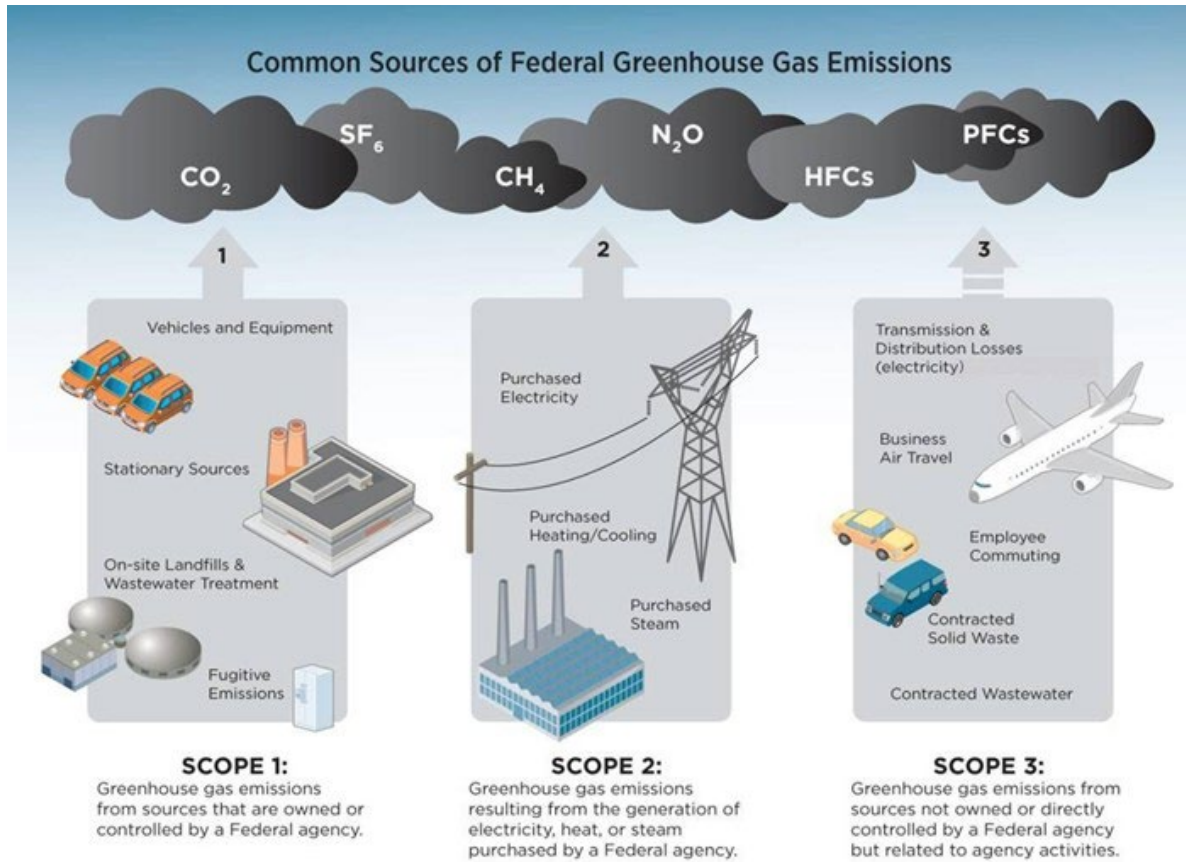 Common Sources of Federal Greenhouse Gas Emissions
CO₂
SF₆
CH₄
N₂O
HFCs
PFCs
1
2
3
Vehicles and Equipment
Stationary Sources
On-site Landfills &
Wastewater Treatment
Fugitive
Emissions
Purchased
Electricity
Purchased
Heating/Cooling
Purchased
Steam
Transmission &
Distribution Losses
(electricity)
Business
Air Travel
Employee
Commuting
Contracted
Solid Waste
Contracted Wastewater
SCOPE 1:
Greenhouse gas emissions
from sources that are owned or
controlled by a Federal agency.
SCOPE 2:
Greenhouse gas emissions
resulting from the generation of
electricity, heat, or steam
purchased by a Federal agency.
SCOPE 3:
Greenhouse gas emissions from
sources not owned or directly
controlled by a Federal agency
but related to agency activities.